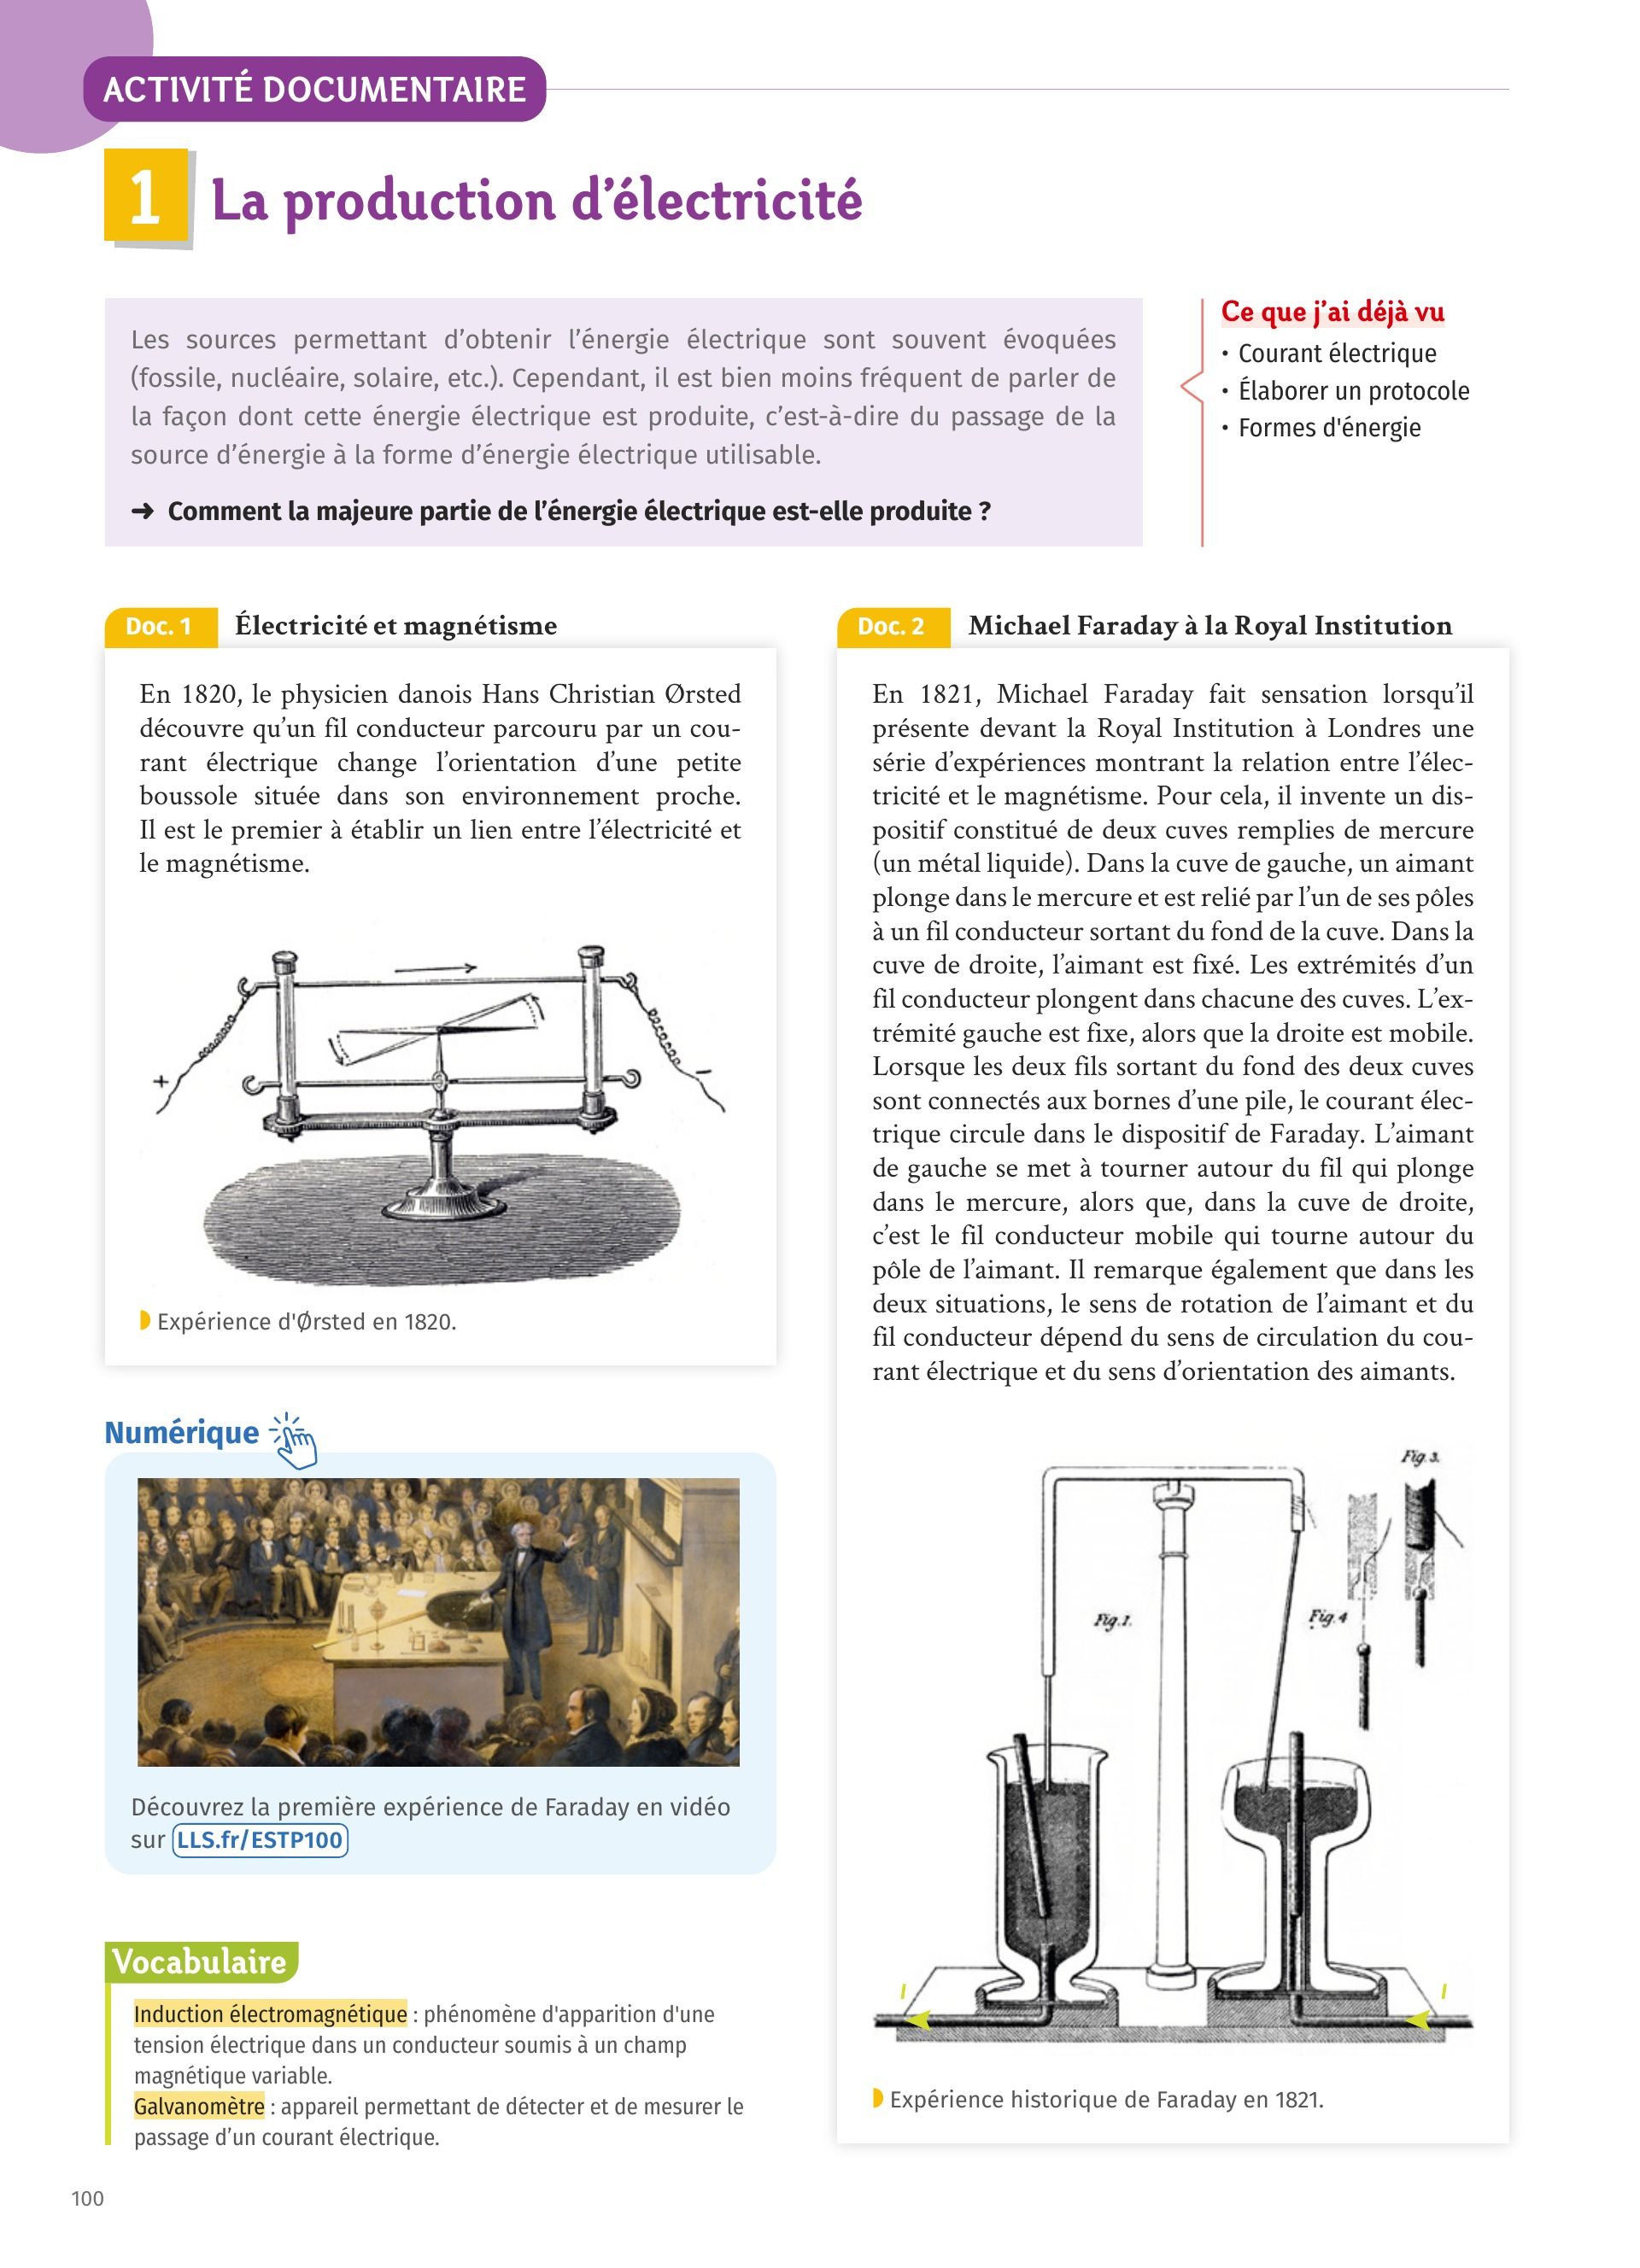 ACTIVITÉ DOCUMENTAIRE
1 La production d’électricité
Les sources permettant d’obtenir l’énergie électrique sont souvent évoquées
(fossile, nucléaire, solaire, etc.). Cependant, il est bien moins fréquent de parler de
la façon dont cette énergie électrique est produite, c’est-à-dire du passage de la
source d’énergie à la forme d’énergie électrique utilisable.
➜ Comment la majeure partie de l’énergie électrique est-elle produite ?
Ce que j’ai déjà vu
• Courant électrique
• Élaborer un protocole
• Formes d'énergie
Doc. 1 Électricité et magnétisme
En 1820, le physicien danois Hans Christian Ørsted
découvre qu’un fil conducteur parcouru par un cou-
rant électrique change l’orientation d’une petite
boussole située dans son environnement proche.
Il est le premier à établir un lien entre l’électricité et
le magnétisme.
+
–
Expérience d'Ørsted en 1820.
Numérique
Découvrez la première expérience de Faraday en vidéo
sur LLS.fr/ESTP100
Vocabulaire
Induction électromagnétique : phénomène d'apparition d'une
tension électrique dans un conducteur soumis à un champ
magnétique variable.
Galvanomètre : appareil permettant de détecter et de mesurer le
passage d’un courant électrique.
Doc. 2 Michael Faraday à la Royal Institution
En 1821, Michael Faraday fait sensation lorsqu’il
présente devant la Royal Institution à Londres une
série d’expériences montrant la relation entre l’élec-
tricité et le magnétisme. Pour cela, il invente un dis-
positif constitué de deux cuves remplies de mercure
(un métal liquide). Dans la cuve de gauche, un aimant
plonge dans le mercure et est relié par l’un de ses pôles
à un fil conducteur sortant du fond de la cuve. Dans la
cuve de droite, l’aimant est fixé. Les extrémités d’un
fil conducteur plongent dans chacune des cuves. L’ex-
trémité gauche est fixe, alors que la droite est mobile.
Lorsque les deux fils sortant du fond des deux cuves
sont connectés aux bornes d’une pile, le courant élec-
trique circule dans le dispositif de Faraday. L’aimant
de gauche se met à tourner autour du fil qui plonge
dans le mercure, alors que, dans la cuve de droite,
c’est le fil conducteur mobile qui tourne autour du
pôle de l’aimant. Il remarque également que dans les
deux situations, le sens de rotation de l’aimant et du
fil conducteur dépend du sens de circulation du cou-
rant électrique et du sens d’orientation des aimants.
Fig. 3.
Fig. 1.
Fig. 4
I
I
Expérience historique de Faraday en 1821.
100